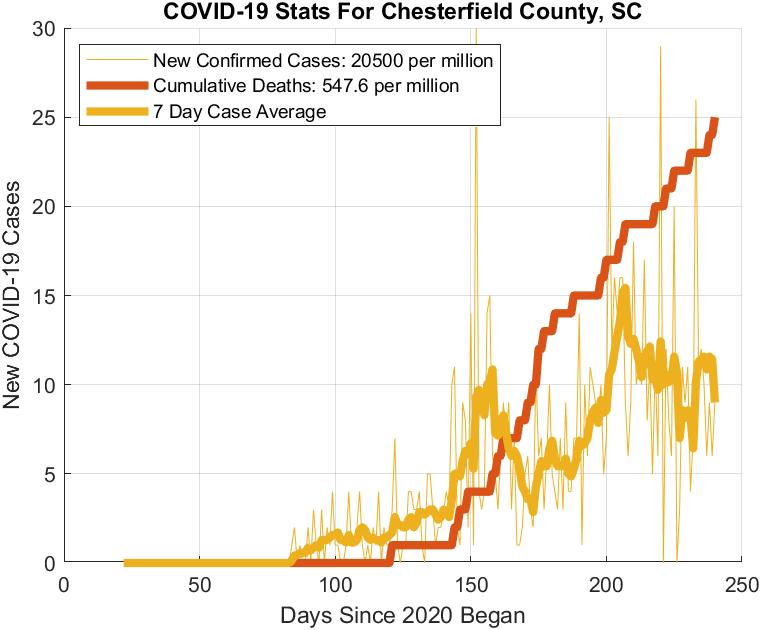 COVID-19 Stats For Chesterfield County, SC
New Confirmed Cases: 20500 per million
Cumulative Deaths: 547.6 per million
7 Day Case Average
New COVID-19 Cases
30
25
20
15
10
5
0
0 50 100 150 200 250
Days Since 2020 Began